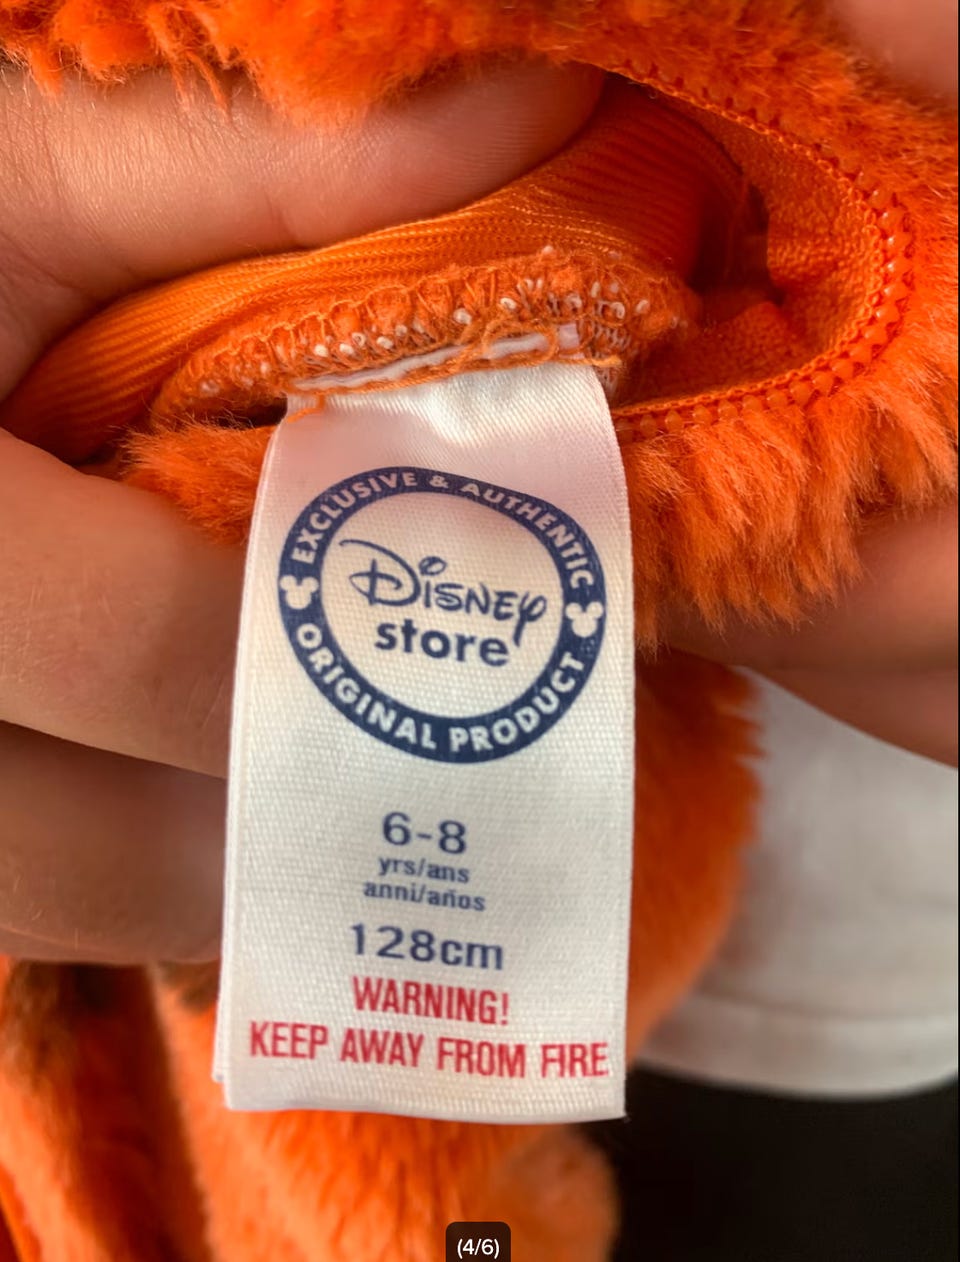 EXCLUSIVE & AUTHENTIC
Disney
store
ORIGINAL PRODUCT
6-8
yrs/ans
anni/años
128cm
WARNING!
KEEP AWAY FROM FIRE
(4/6)